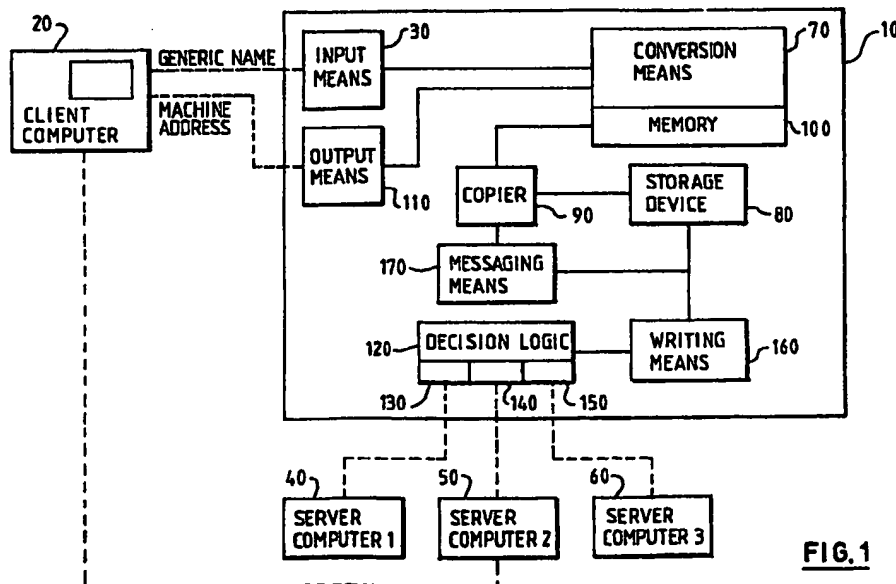 20
CLIENT
COMPUTER
GENERIC NAME
MACHINE
ADDRESS
30
INPUT
MEANS
OUTPUT
MEANS
110
70
CONVERSION
MEANS
MEMORY
100
10
COPIER
90
STORAGE
DEVICE
80
170
MESSAGING
MEANS
120
DECISION LOGIC
130
140
150
WRITING
MEANS
160
40
SERVER
COMPUTER 1
50
SERVER
COMPUTER 2
60
SERVER
COMPUTER 3
FIG.1